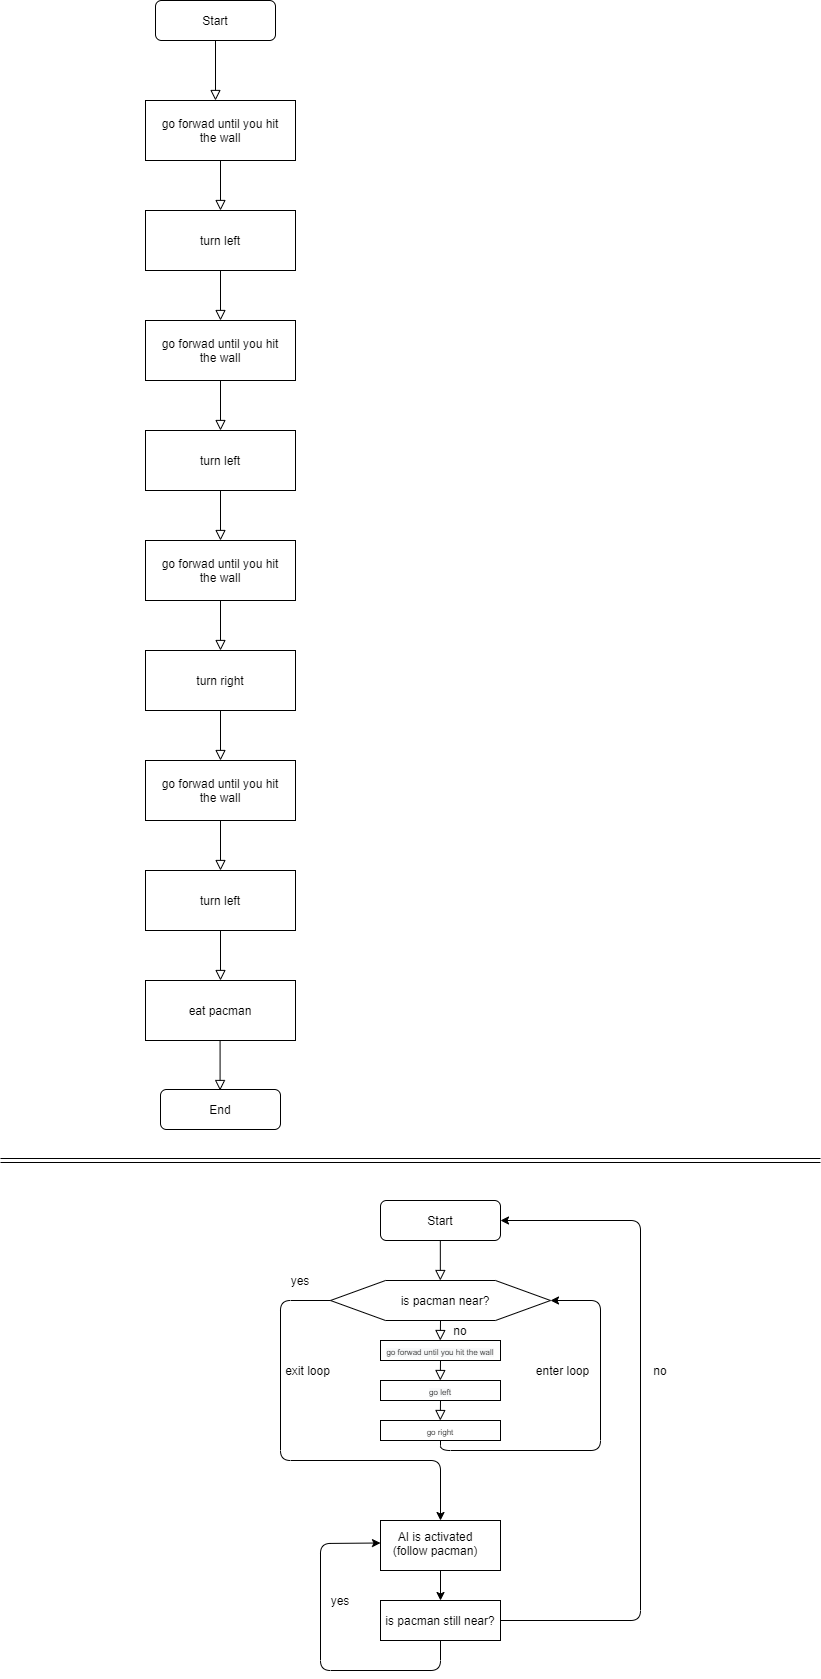 Start
go forwad until you hit
the wall
turn left
go forwad until you hit
the wall
turn left
go forwad until you hit
the wall
turn right
go forwad until you hit
the wall
turn left
eat pacman
End
Start
yes
is pacman near?
no
go forwad until you hit the wall
exit loop
enter loop
no
go left
go right
AI is activated
(follow pacman)
yes
is pacman still near?